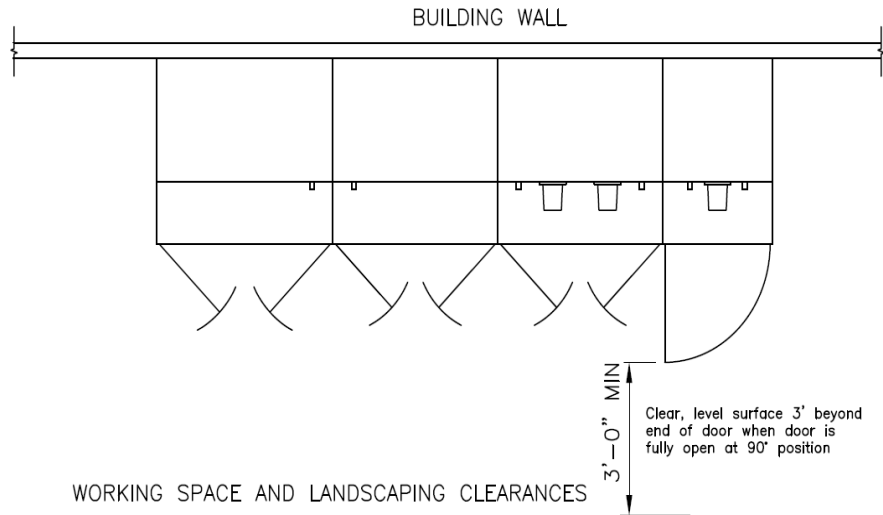 BUILDING WALL
3'-0" MIN
Clear, level surface 3' beyond
end of door when door is
fully open at 90° position
WORKING SPACE AND LANDSCAPING CLEARANCES